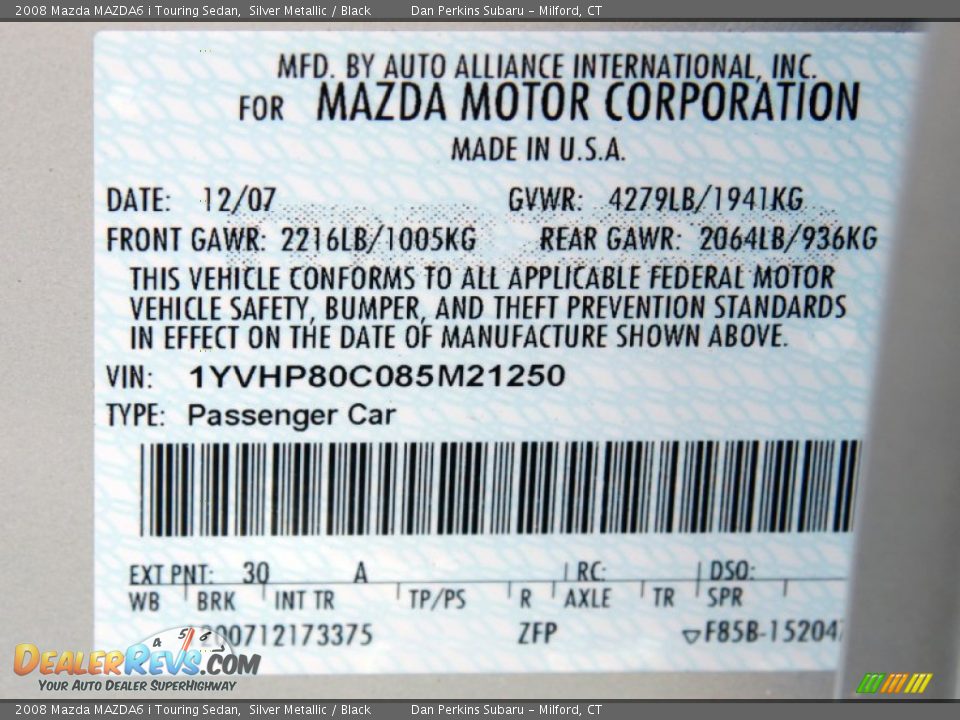 2008 Mazda MAZDA6 i Touring Sedan, Silver Metallic / Black Dan Perkins Subaru - Milford, CT
MFD. BY AUTO ALLIANCE INTERNATIONAL, INC.
FOR MAZDA MOTOR CORPORATION
MADE IN U.S.A.
DATE: 12/07 GVWR: 4279LB/1941KG
FRONT GAWR: 2216LB/1005KG REAR GAWR: 2064LB/936KG
THIS VEHICLE CONFORMS TO ALL APPLICABLE FEDERAL MOTOR
VEHICLE SAFETY, BUMPER, AND THEFT PREVENTION STANDARDS
IN EFFECT ON THE DATE OF MANUFACTURE SHOWN ABOVE.
VIN: 1YVHP80C085M21250
TYPE: Passenger Car
EXT PNT: 30 A RC: DSO:
WB BRK INT TR TP/PS R AXLE TR SPR
ZFP
4 5 6 7
DEALERREVS.COM
YOUR AUTO DEALER SUPERHIGHWAY
2008 Mazda MAZDA6 i Touring Sedan, Silver Metallic / Black Dan Perkins Subaru - Milford, CT